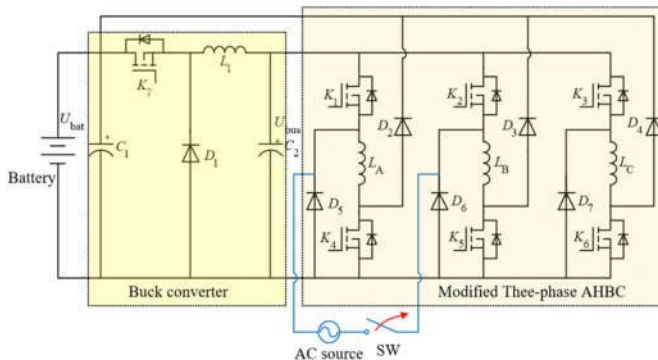 K7
L1
K1
K2
K3
Ubat
Ubus
D2
D3
D4
C1
D1
C2
LA
LB
LC
Battery
D5
D6
D7
K4
K5
K6
Buck converter
Modified Thee-phase AHBC
AC source
SW